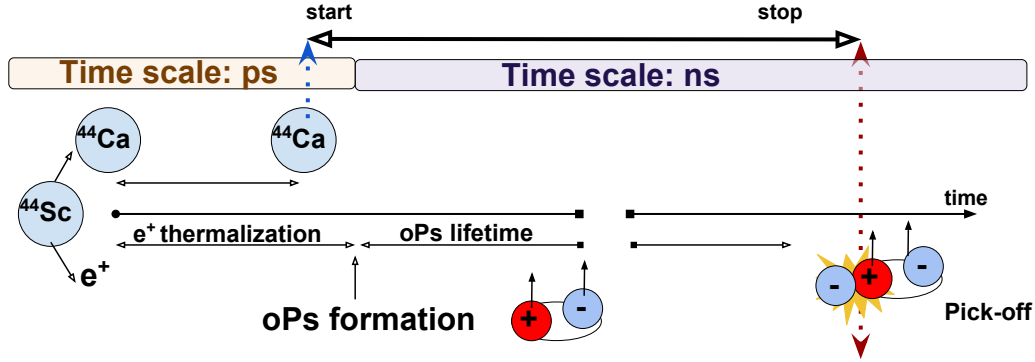 start
stop
Time scale: ps
Time scale: ns
⁴⁴Ca
⁴⁴Ca
⁴⁴Sc
time
e⁺ thermalization
oPs lifetime
e⁺
+
-
-
+
-
oPs formation
Pick-off